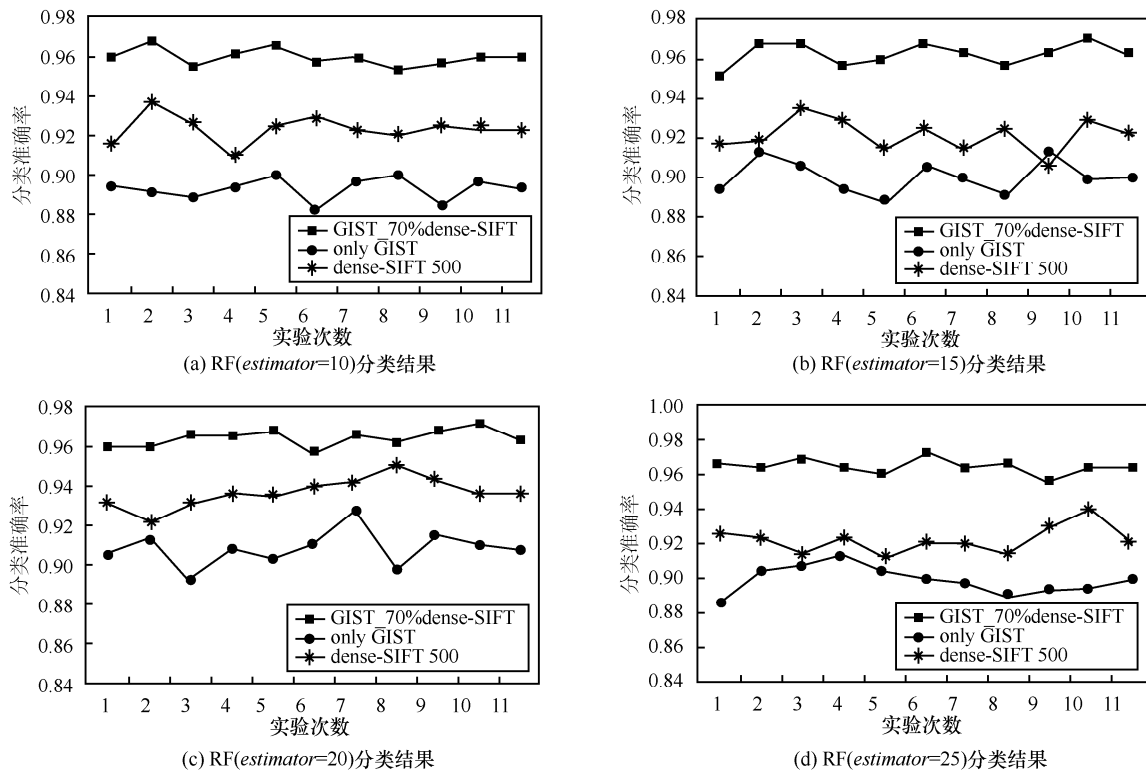 0.98
0.96
0.94
0.92
0.90
0.88
0.86
0.84
分类准确率
GIST_70%dense-SIFT
only GIST
dense-SIFT 500
1 2 3 4 5 6 7 8 9 10 11
实验次数
(a) RF(estimator=10)分类结果
0.98
0.96
0.94
0.92
0.90
0.88
0.86
0.84
分类准确率
GIST_70%dense-SIFT
only GIST
dense-SIFT 500
1 2 3 4 5 6 7 8 9 10 11
实验次数
(b) RF(estimator=15)分类结果
0.98
0.96
0.94
0.92
0.90
0.88
0.86
0.84
分类准确率
GIST_70%dense-SIFT
only GIST
dense-SIFT 500
1 2 3 4 5 6 7 8 9 10 11
实验次数
(c) RF(estimator=20)分类结果
1.00
0.98
0.96
0.94
0.92
0.90
0.88
0.86
0.84
0.82
分类准确率
GIST_70%dense-SIFT
only GIST
dense-SIFT 500
1 2 3 4 5 6 7 8 9 10 11
实验次数
(d) RF(estimator=25)分类结果